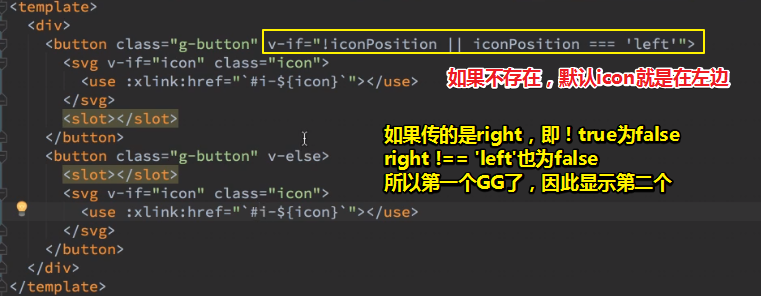 <template>
<div>
<button class="g-button" v-if="!iconPosition || iconPosition === 'left'">
<svg v-if="icon" class="icon">
<use :xlink:href="`#i-${icon}`"></use>
如果不存在，默认icon就是在左边
</svg>
<slot></slot>
</button>
如果传的是right，即！true为false
<button class="g-button" v-else>
right !== 'left'也为false
<slot></slot>
所以第一个GG了，因此显示第二个
<svg v-if="icon" class="icon">
<use :xlink:href="`#i-${icon}`"></use>
</svg>
</button>
</div>
</template>